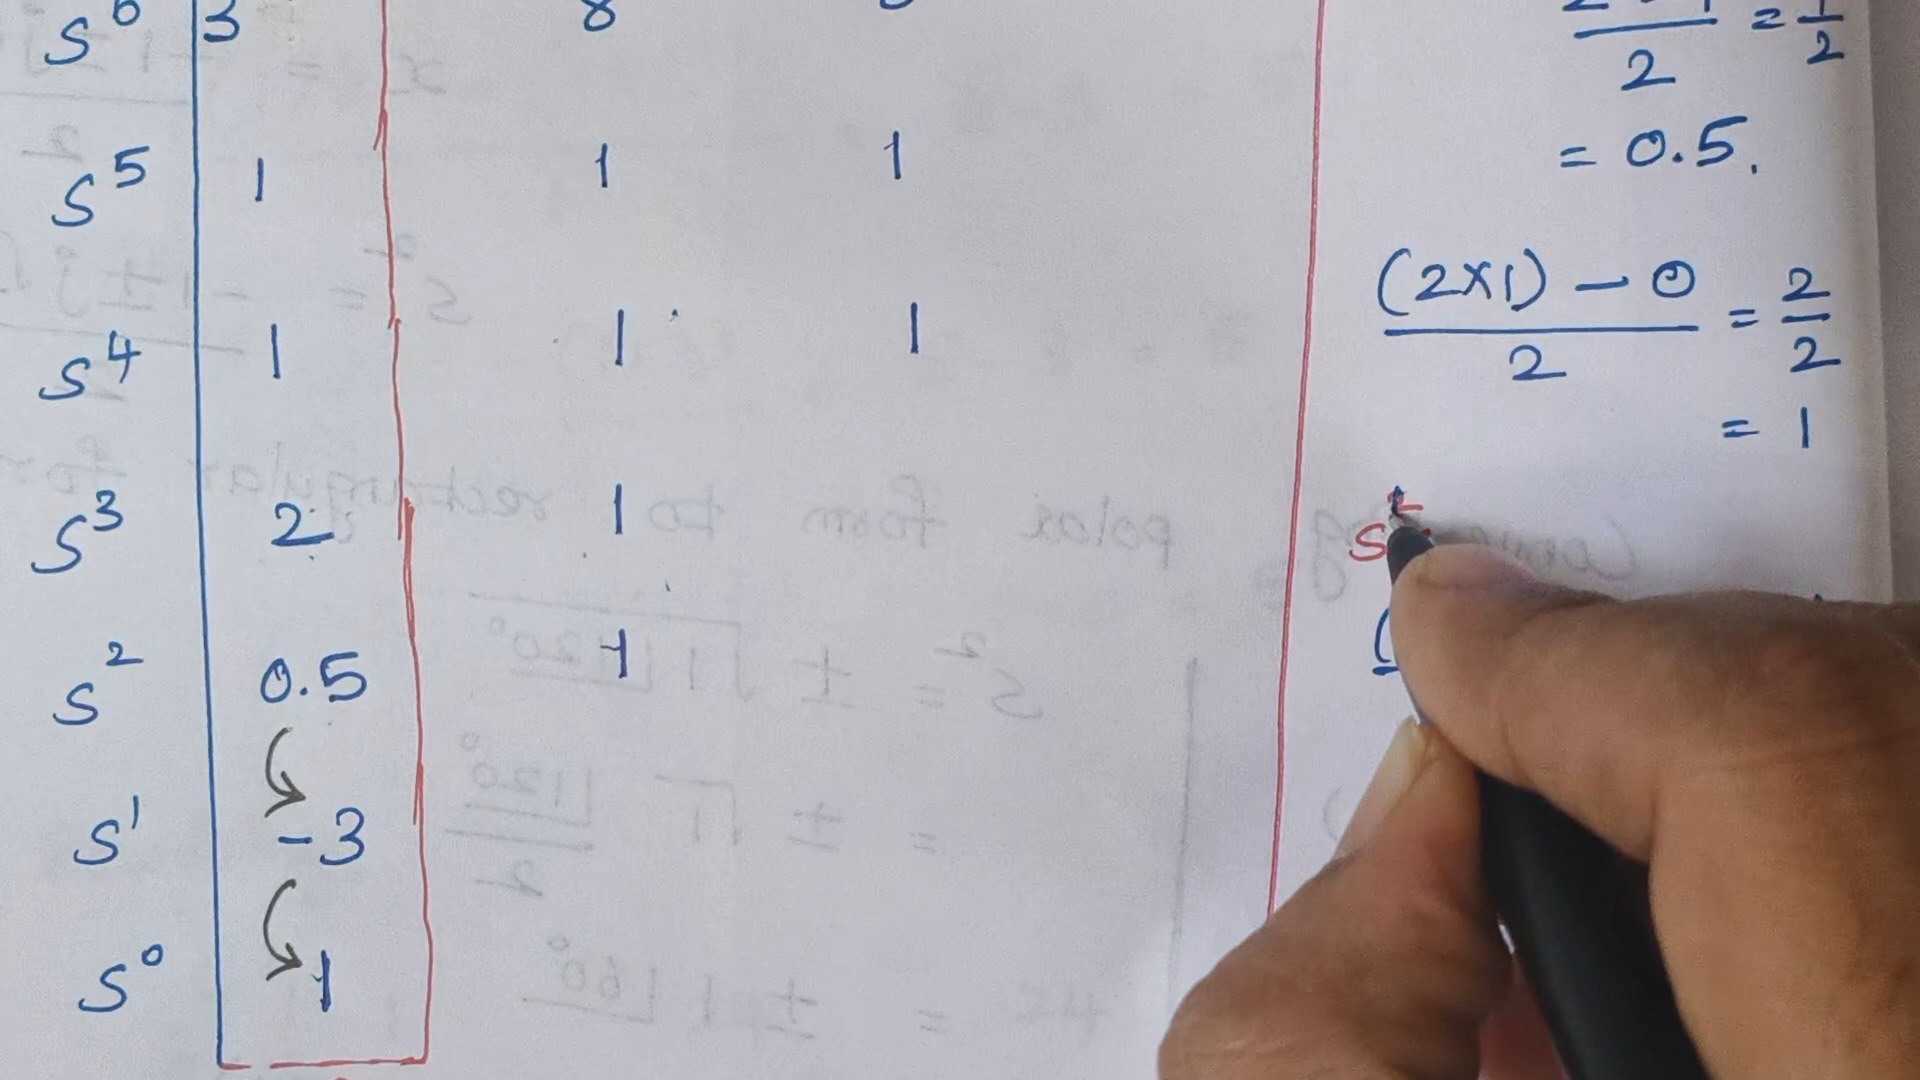 s⁶ 3 8
s⁵ 1 1 1
s⁴ 1 1 1
s³ 2 1
s² 0.5 1
s¹ -3
s⁰ 1
2 = 1/2
= 0.5.
(2×1) - 0 / 2 = 2/2
= 1
s
(